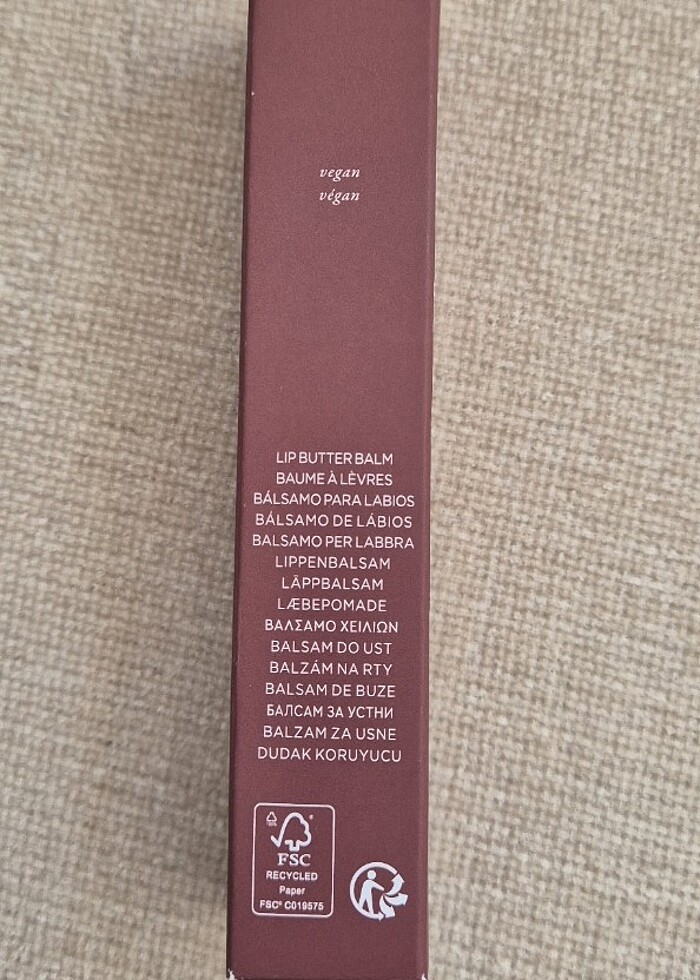 vegan
végan
LIP BUTTER BALM
BAUME À LÈVRES
BÁLSAMO PARA LABIOS
BÁLSAMO DE LÁBIOS
BALSAMO PER LABBRA
LIPPENBALSAM
LÄPPBALSAM
LÆBEPOMADE
ΒΑΛΣΑΜΟ ΧΕΙΛΙΩΝ
BALSAM DO UST
BALZÁM NA RTY
BALSAM DE BUZE
БАЛСАМ ЗА УСТНИ
BALZAM ZA USNE
DUDAK KORUYUCU
FSC
RECYCLED
Paper
FSC® C019575